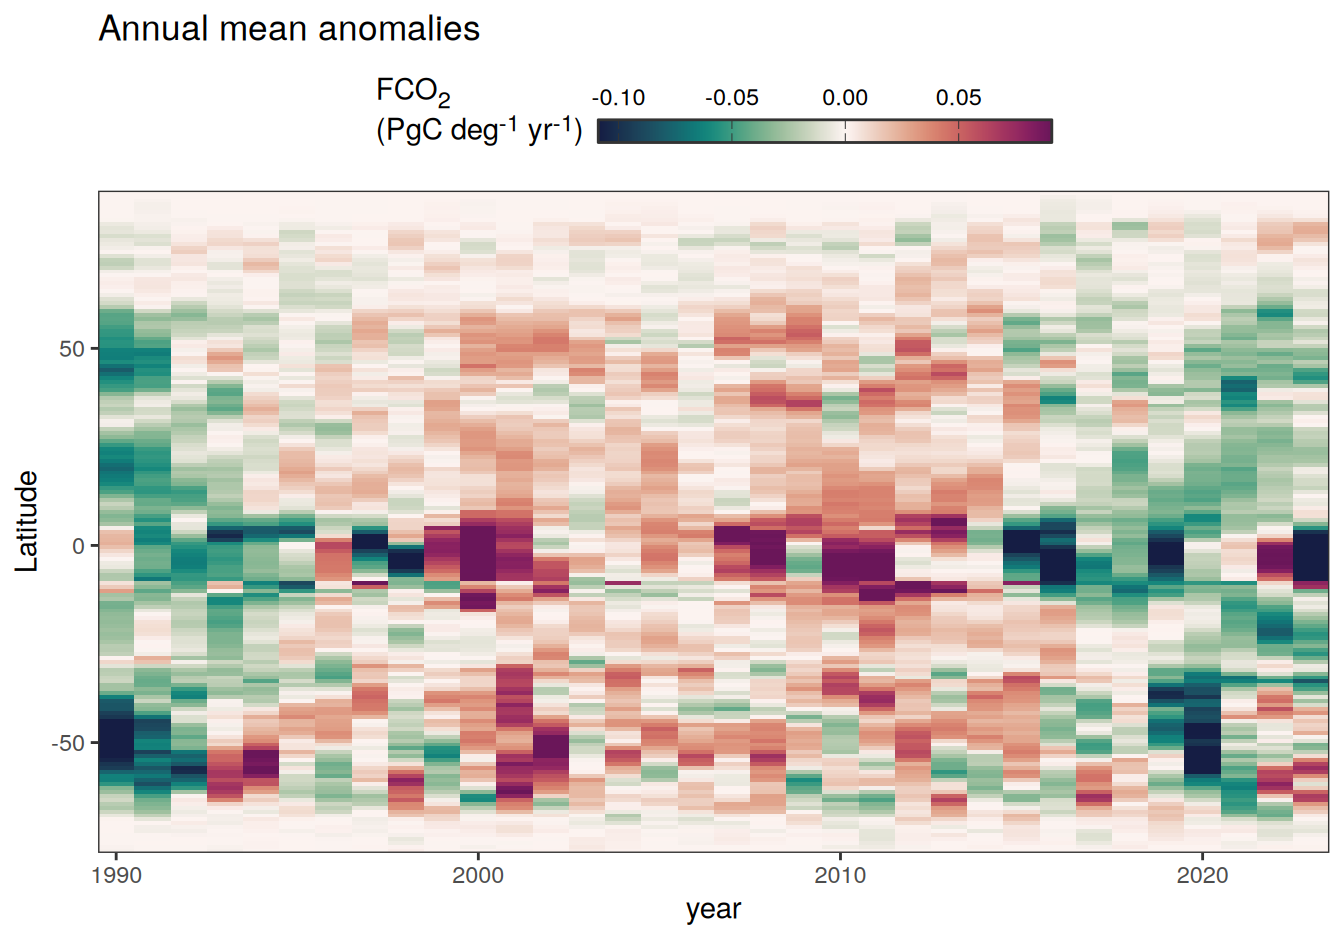 Annual mean anomalies
FCO₂
(PgC deg⁻¹ yr⁻¹)
-0.10 -0.05 0.00 0.05
Latitude
50
0
-50
1990 2000 2010 2020
year